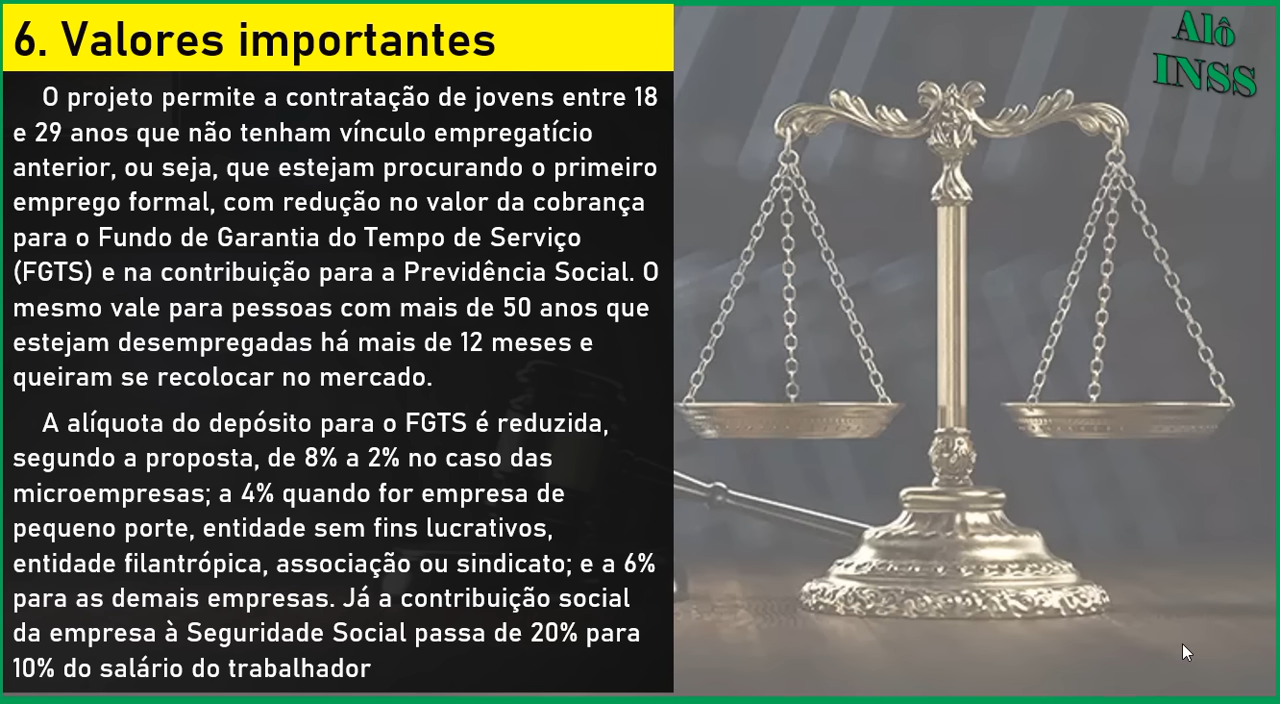 6. Valores importantes
Alô
INSS
O projeto permite a contratação de jovens entre 18
e 29 anos que não tenham vínculo empregatício
anterior, ou seja, que estejam procurando o primeiro
emprego formal, com redução no valor da cobrança
para o Fundo de Garantia do Tempo de Serviço
(FGTS) e na contribuição para a Previdência Social. O
mesmo vale para pessoas com mais de 50 anos que
estejam desempregadas há mais de 12 meses e
queiram se recolocar no mercado.
A alíquota do depósito para o FGTS é reduzida,
segundo a proposta, de 8% a 2% no caso das
microempresas; a 4% quando for empresa de
pequeno porte, entidade sem fins lucrativos,
entidade filantrópica, associação ou sindicato; e a 6%
para as demais empresas. Já a contribuição social
da empresa à Seguridade Social passa de 20% para
10% do salário do trabalhador